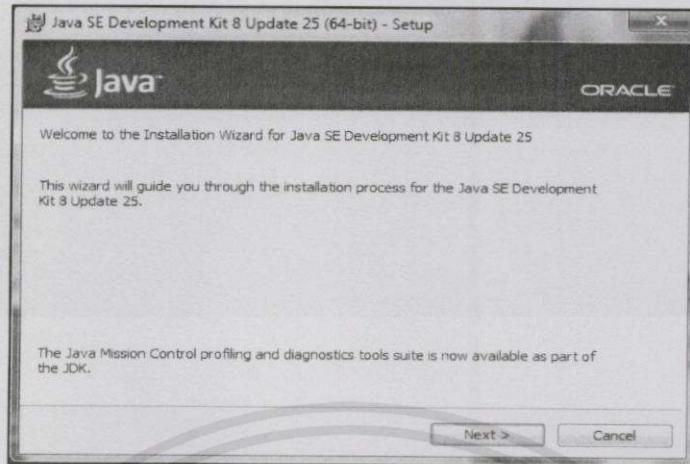 Java SE Development Kit 8 Update 25 (64-bit) - Setup
Java
ORACLE
Welcome to the Installation Wizard for Java SE Development Kit 8 Update 25
This wizard will guide you through the installation process for the Java SE Development
Kit 8 Update 25.
The Java Mission Control profiling and diagnostics tools suite is now available as part of
the JDK.
Next >
Cancel